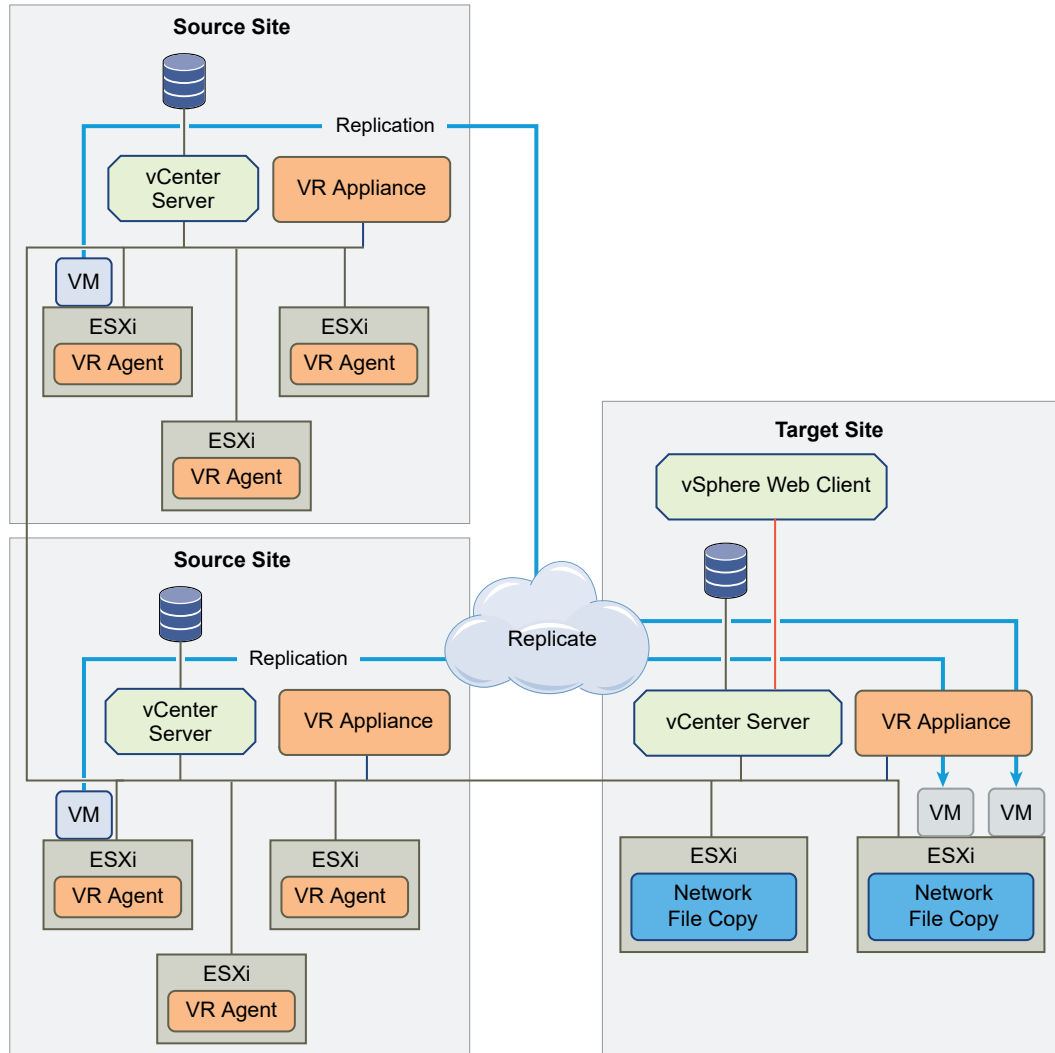 Source Site
Replication
vCenter
Server
VR Appliance
VM
ESXi
VR Agent
ESXi
VR Agent
ESXi
VR Agent
Source Site
Replication
vCenter
Server
VR Appliance
VM
ESXi
VR Agent
ESXi
VR Agent
ESXi
VR Agent
Replicate
Target Site
vSphere Web Client
vCenter Server
VR Appliance
VM
VM
ESXi
Network
File Copy
ESXi
Network
File Copy